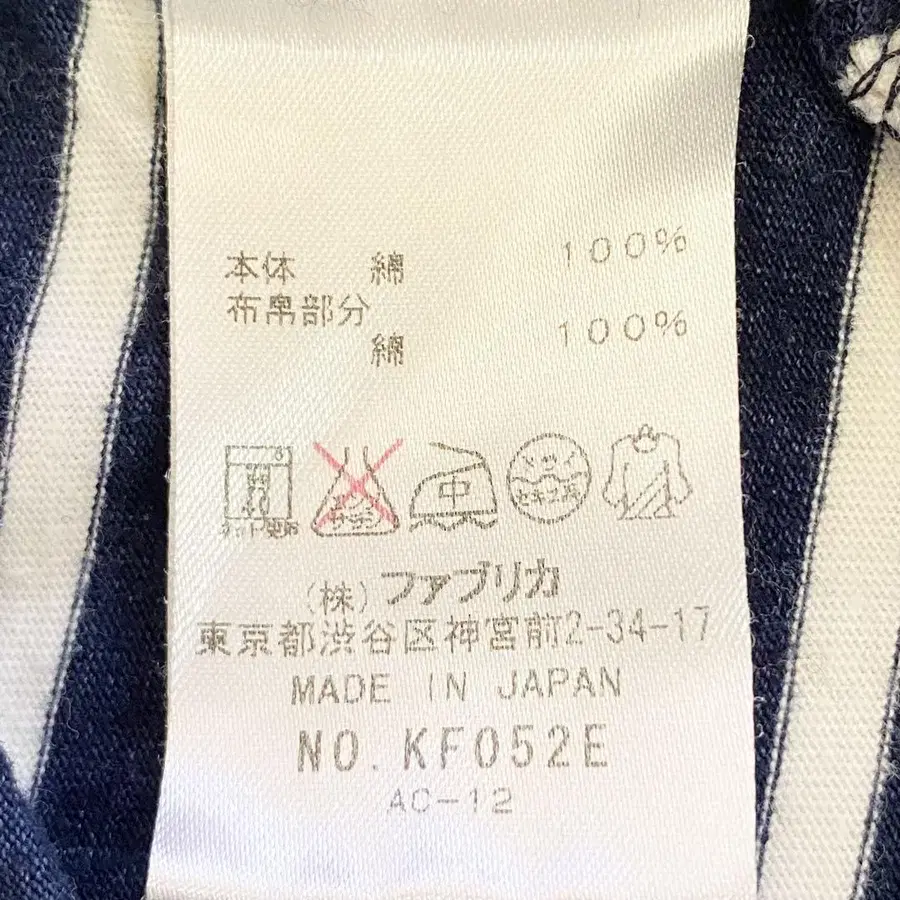 本体 綿 100%
布帛部分
綿 100%
中
(株)ファブリカ
東京都渋谷区神宮前2-34-17
MADE IN JAPAN
NO. KF052E
AC-12